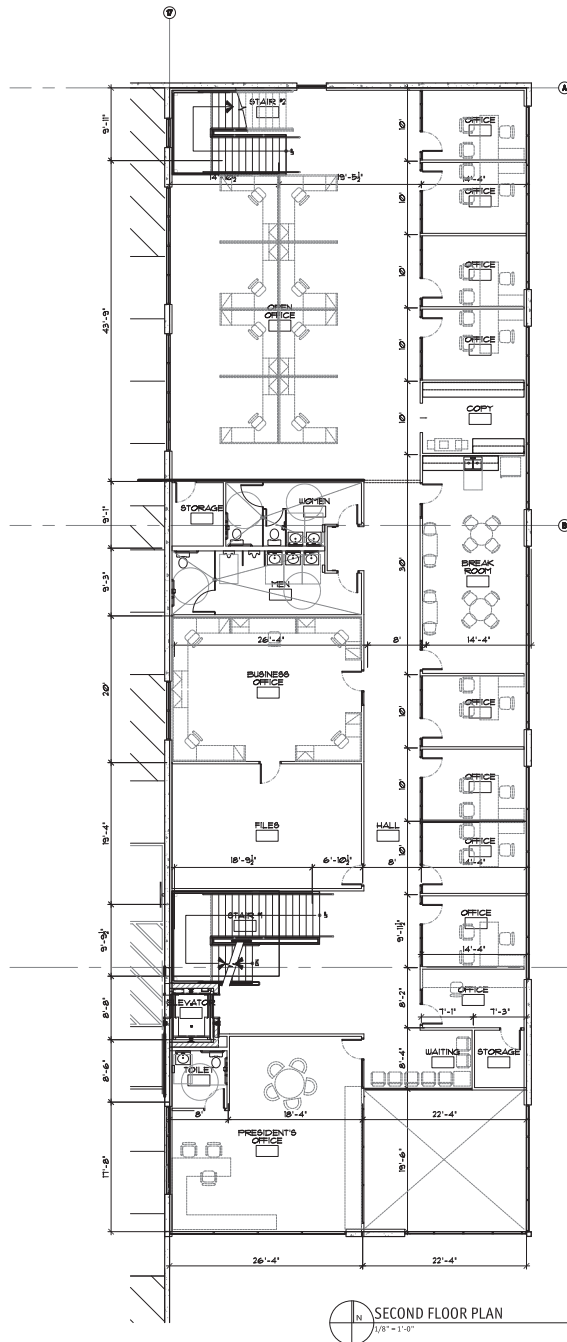 17
A
STAIR #2
OFFICE
9'-11"
10'
14'-6½"
19'-5½"
14'-4"
OFFICE
10'
OFFICE
10'
43'-9"
OPEN
OFFICE
OFFICE
10'
COPY
10'
WOMEN
STORAGE
9'-1"
B
BREAK
ROOM
30'
MEN
9'-3"
26'-4"
8'
14'-4"
BUSINESS
OFFICE
20'
OFFICE
10'
OFFICE
10'
FILES
HALL
OFFICE
10'
19'-4"
18'-9½"
6'-10½"
8'
14'-4"
STAIR #1
OFFICE
9'-11½"
9'-9½"
14'-4"
OFFICE
8'-2"
ELEVATOR
8'-8"
7'-1"
7'-3"
WAITING
STORAGE
8'-4"
TOILET
8'-6"
8'
18'-4"
22'-4"
PRESIDENT'S
OFFICE
17'-8"
19'-6"
26'-4"
22'-4"
N
SECOND FLOOR PLAN
1/8" = 1'-0"